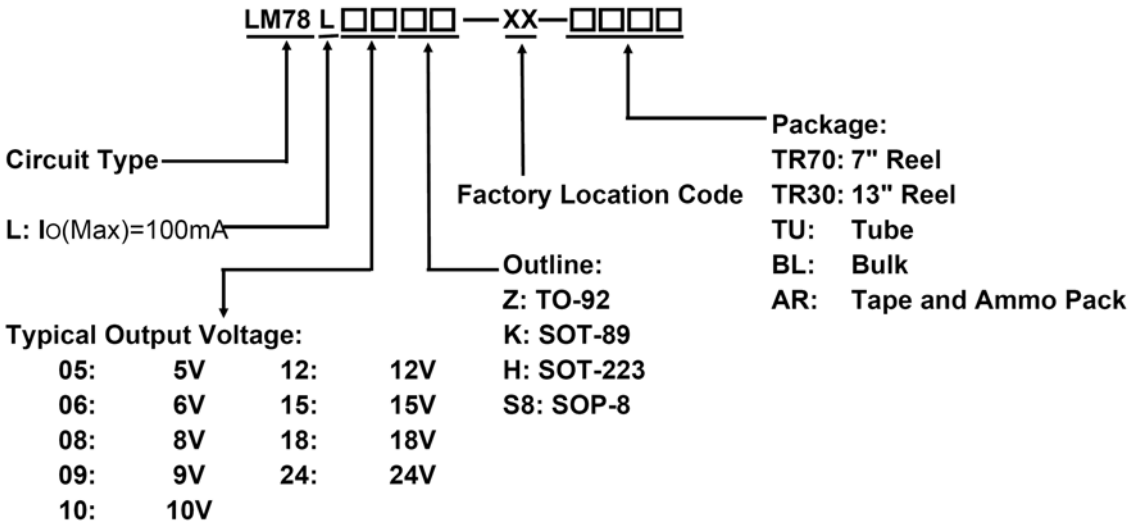 LM78 L□□□□—XX—□□□□
Package:
Circuit Type
TR70: 7" Reel
Factory Location Code
TR30: 13" Reel
L: IO(Max)=100mA
TU: Tube
Outline:
BL: Bulk
Z: TO-92
AR: Tape and Ammo Pack
Typical Output Voltage:
K: SOT-89
05: 5V 12: 12V
H: SOT-223
06: 6V 15: 15V
S8: SOP-8
08: 8V 18: 18V
09: 9V 24: 24V
10: 10V